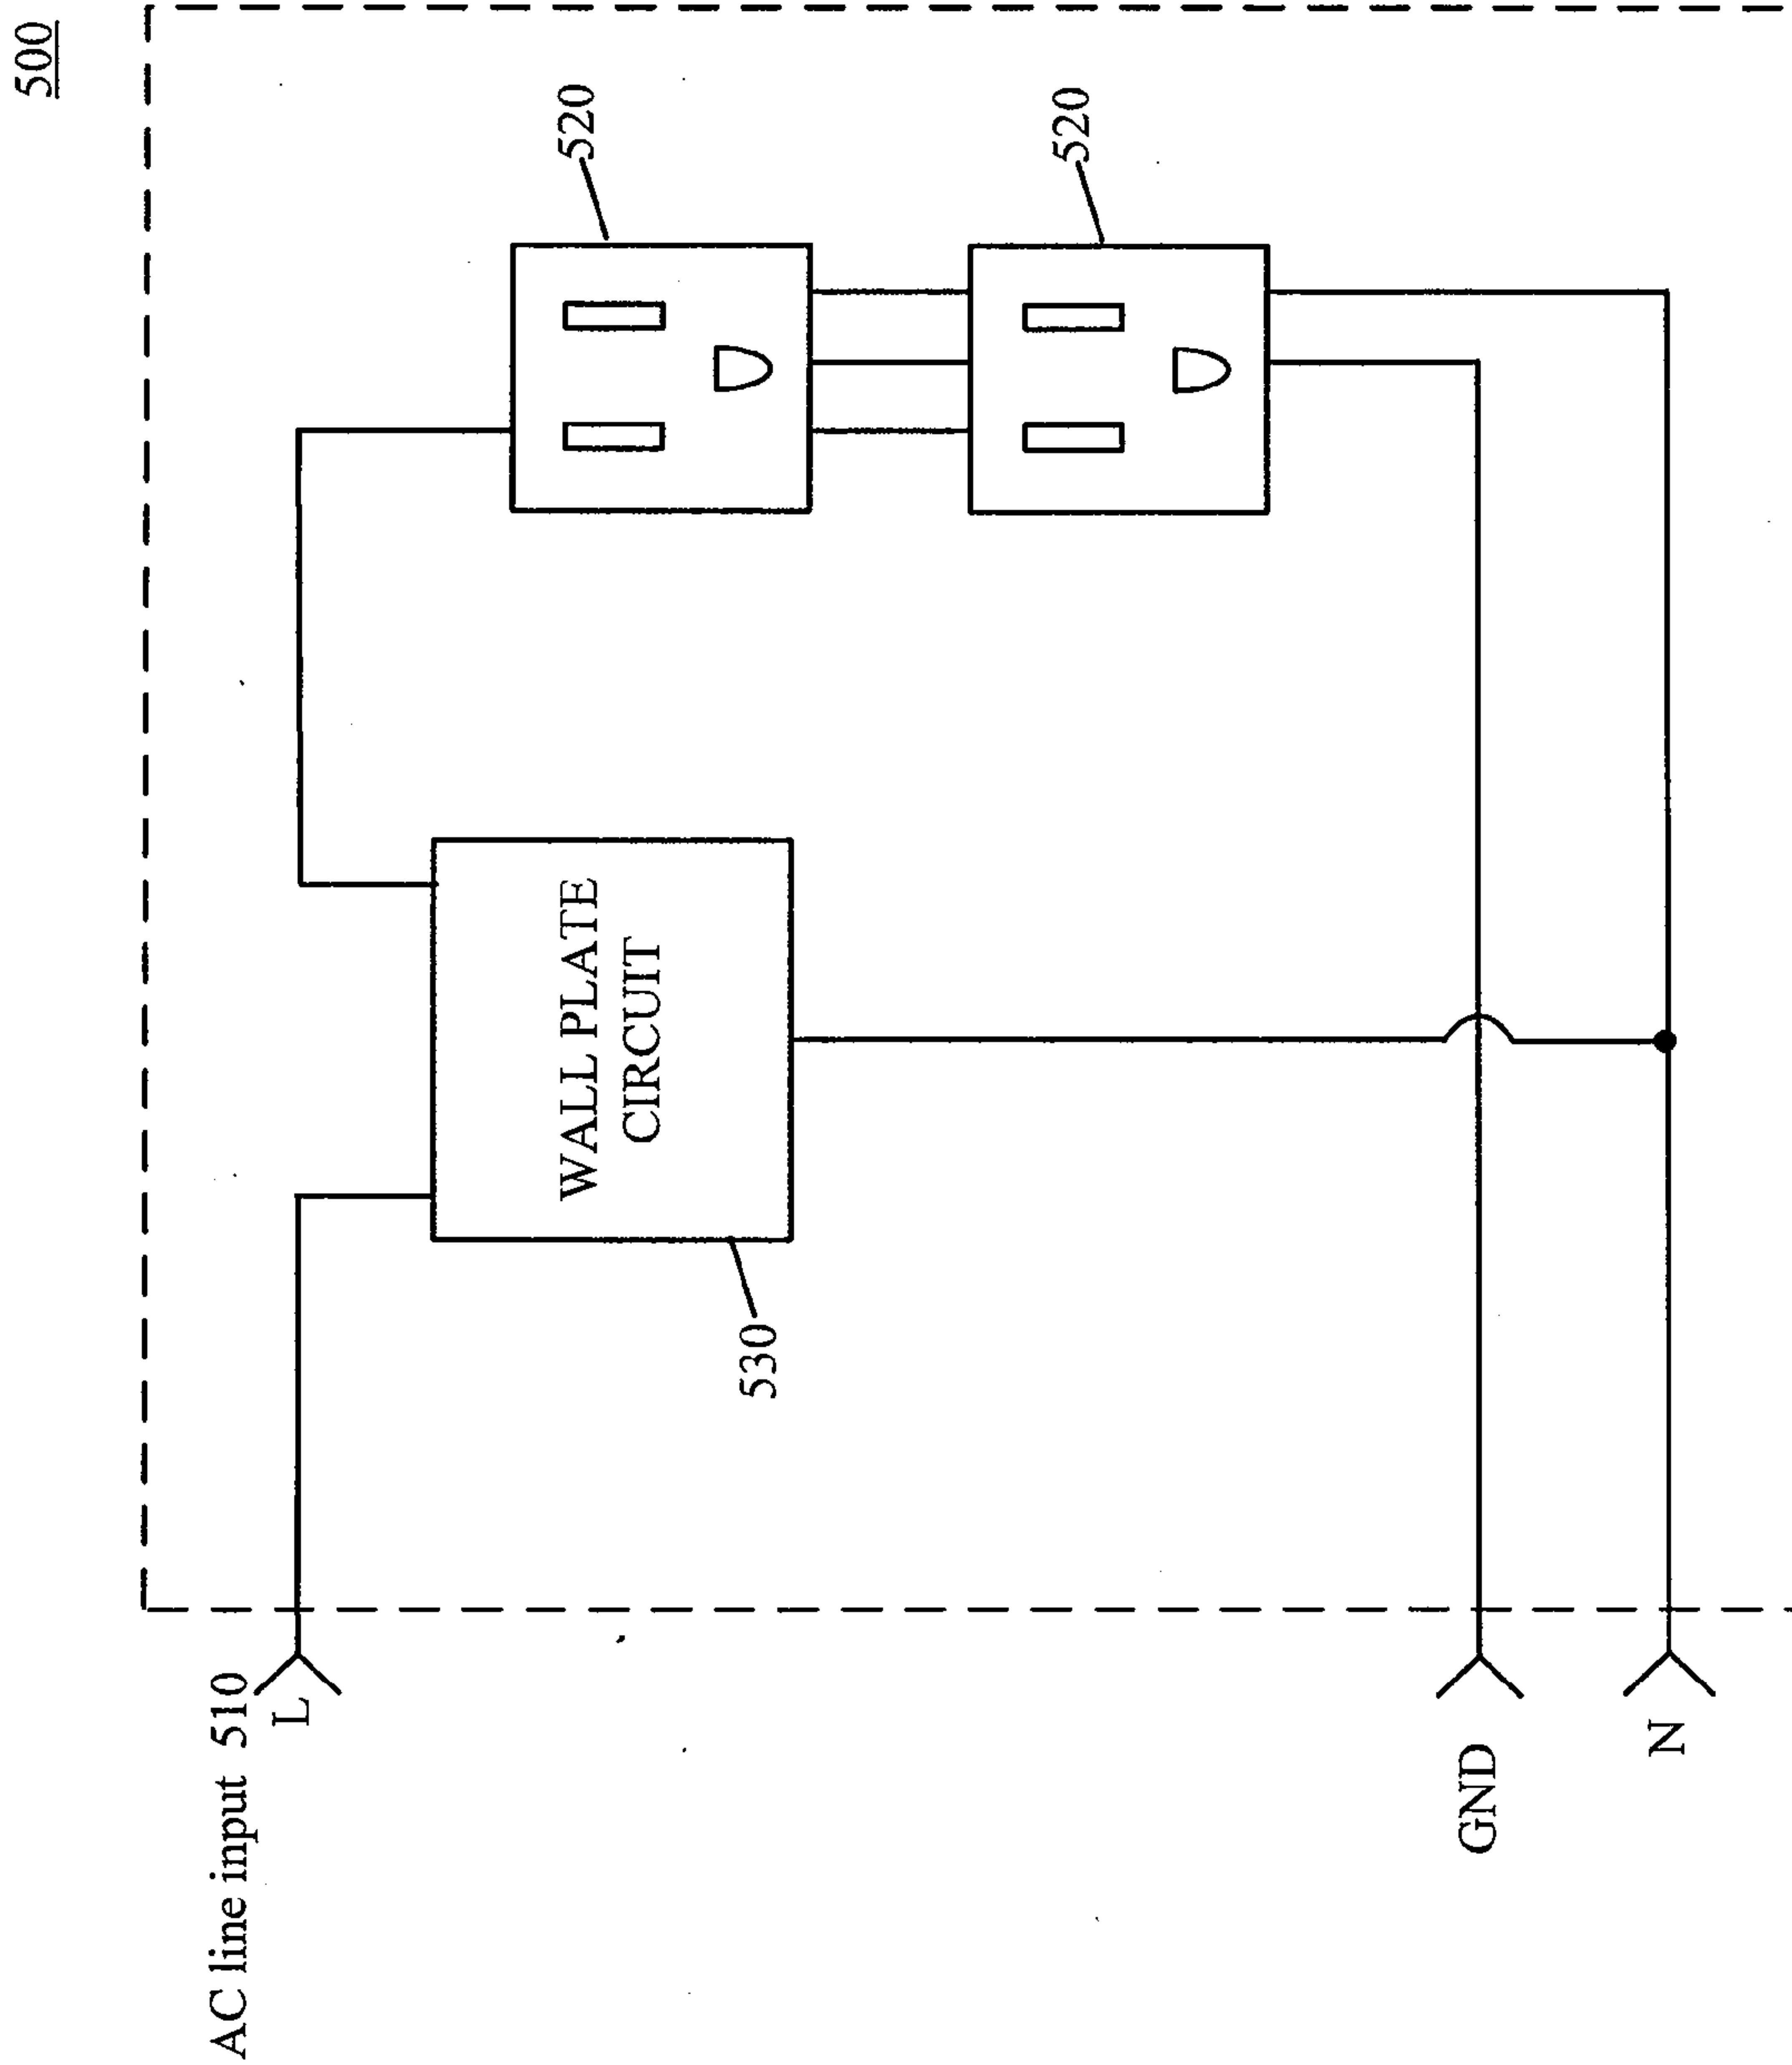 500
AC line input 510
L
WALL PLATE
CIRCUIT
530
520
520
GND
N